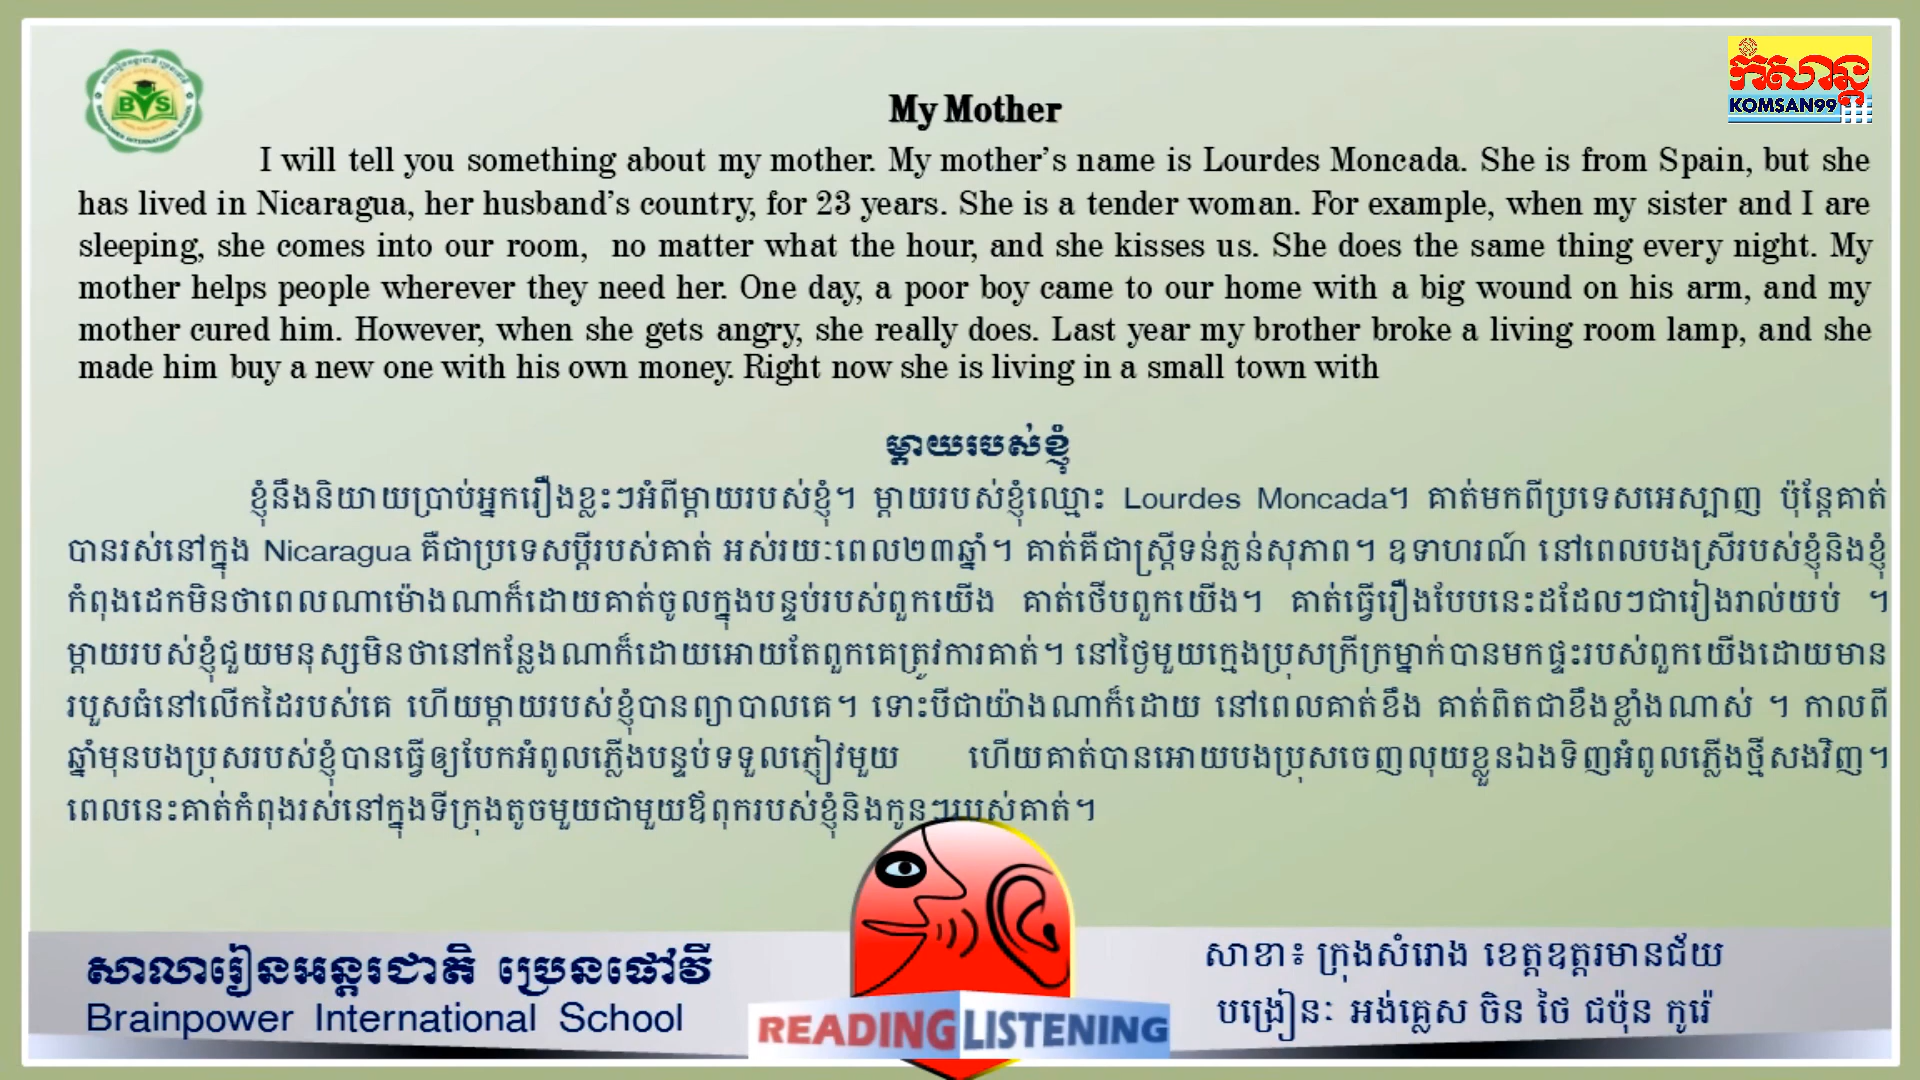 BVS
BRAINPOWER INTERNATIONAL SCHOOL
កំសាន្ត
KOMSAN99
My Mother
I will tell you something about my mother. My mother’s name is Lourdes Moncada. She is from Spain, but she
has lived in Nicaragua, her husband’s country, for 23 years. She is a tender woman. For example, when my sister and I are
sleeping, she comes into our room, no matter what the hour, and she kisses us. She does the same thing every night. My
mother helps people wherever they need her. One day, a poor boy came to our home with a big wound on his arm, and my
mother cured him. However, when she gets angry, she really does. Last year my brother broke a living room lamp, and she
made him buy a new one with his own money. Right now she is living in a small town with
ម្តាយរបស់ខ្ញុំ
ខ្ញុំនឹងនិយាយប្រាប់អ្នករឿងខ្លះៗអំពីម្តាយរបស់ខ្ញុំ។ ម្តាយរបស់ខ្ញុំឈ្មោះ Lourdes Moncada។ គាត់មកពីប្រទេសអេស្បាញ ប៉ុន្តែគាត់
បានរស់នៅក្នុង Nicaragua គឺជាប្រទេសប្តីរបស់គាត់ អស់រយៈពេល២៣ឆ្នាំ។ គាត់គឺជាស្ត្រីទន់ភ្លន់សុភាព។ ឧទាហរណ៍ នៅពេលបងស្រីរបស់ខ្ញុំនិងខ្ញុំ
កំពុងដេកមិនថាពេលណាម៉ោងណាក៏ដោយគាត់ចូលក្នុងបន្ទប់របស់ពួកយើង គាត់ថើបពួកយើង។ គាត់ធ្វើរឿងបែបនេះដដែលៗជារៀងរាល់យប់ ។
ម្តាយរបស់ខ្ញុំជួយមនុស្សមិនថានៅកន្លែងណាក៏ដោយអោយតែពួកគេត្រូវការគាត់។ នៅថ្ងៃមួយក្មេងប្រុសក្រីក្រម្នាក់បានមកផ្ទះរបស់ពួកយើងដោយមាន
របួសធំនៅលើកដៃរបស់គេ ហើយម្តាយរបស់ខ្ញុំបានព្យាបាលគេ។ ទោះបីជាយ៉ាងណាក៏ដោយ នៅពេលគាត់ខឹង គាត់ពិតជាខឹងខ្លាំងណាស់ ។ កាលពី
ឆ្នាំមុនបងប្រុសរបស់ខ្ញុំបានធ្វើឲ្យបែកអំពូលភ្លើងបន្ទប់ទទួលភ្ញៀវមួយ ហើយគាត់បានអោយបងប្រុសចេញលុយខ្លួនឯងទិញអំពូលភ្លើងថ្មីសងវិញ។
ពេលនេះគាត់កំពុងរស់នៅក្នុងទីក្រុងតូចមួយជាមួយឪពុករបស់ខ្ញុំនិងកូនៗរបស់គាត់។
សាលារៀនអន្តរជាតិ ប្រេនផៅវើ
Brainpower International School
READING LISTENING
សាខា៖ ក្រុងសំរោង ខេត្តឧត្តរមានជ័យ
បង្រៀនៈ អង់គ្លេស ចិន ថៃ ជប៉ុន កូរ៉េ